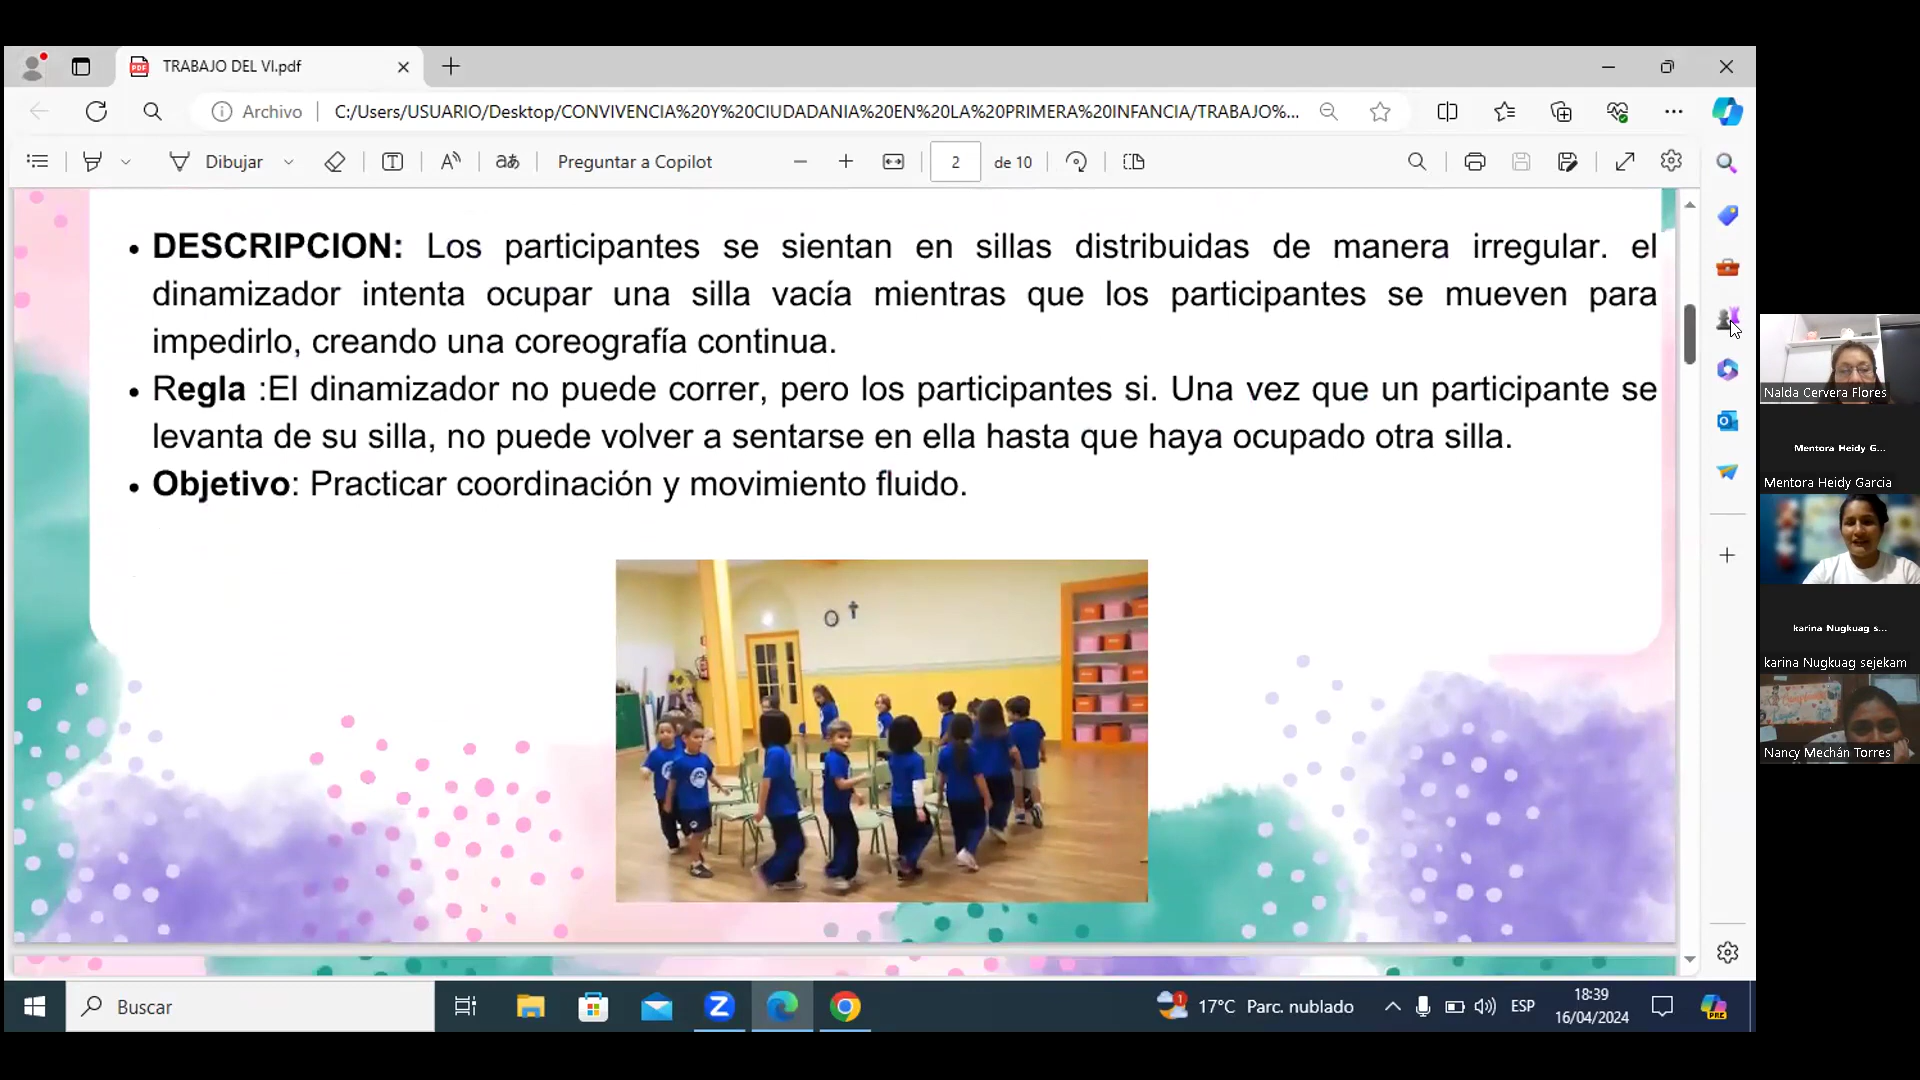 TRABAJO DEL VI.pdf
Archivo
C:/Users/USUARIO/Desktop/CONVIVENCIA%20Y%20CIUDADANIA%20EN%20LA%20PRIMERA%20INFANCIA/TRABAJO%...
Dibujar
Preguntar a Copilot
2 de 10
• DESCRIPCION: Los participantes se sientan en sillas distribuidas de manera irregular. el
dinamizador intenta ocupar una silla vacía mientras que los participantes se mueven para
impedirlo, creando una coreografía continua.
• Regla :El dinamizador no puede correr, pero los participantes si. Una vez que un participante se
levanta de su silla, no puede volver a sentarse en ella hasta que haya ocupado otra silla.
• Objetivo: Practicar coordinación y movimiento fluido.
Nalda Cervera Flores
Mentora Heidy G...
Mentora Heidy Garcia
karina Nugkuag s...
karina Nugkuag sejekam
Nancy Mechán Torres
Buscar
17°C Parc. nublado
ESP
18:39
16/04/2024